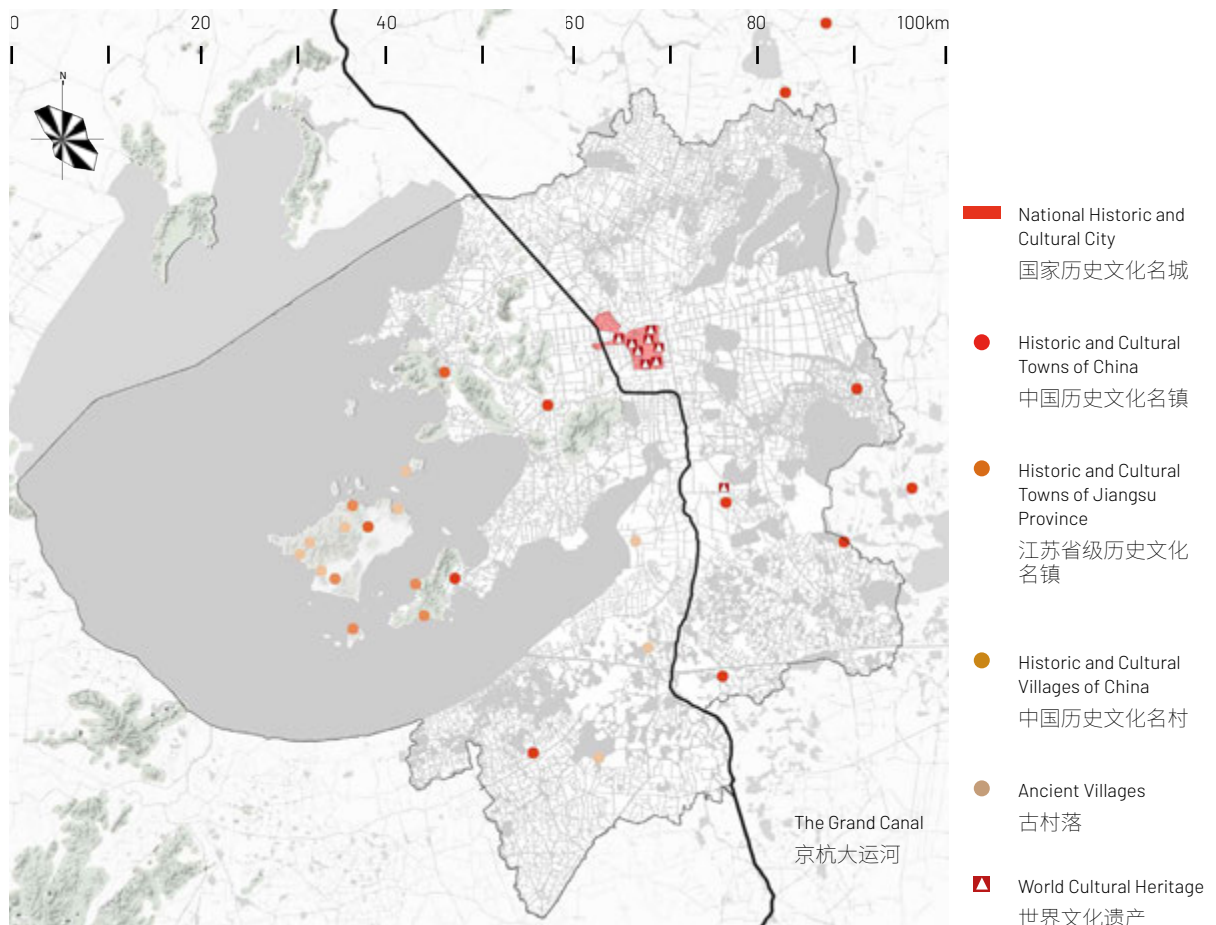 0 20 40 60 80 100km
N
National Historic and
Cultural City
国家历史文化名城
Historic and Cultural
Towns of China
中国历史文化名镇
Historic and Cultural
Towns of Jiangsu
Province
江苏省级历史文化
名镇
Historic and Cultural
Villages of China
中国历史文化名村
Ancient Villages
古村落
The Grand Canal
京杭大运河
World Cultural Heritage
世界文化遗产